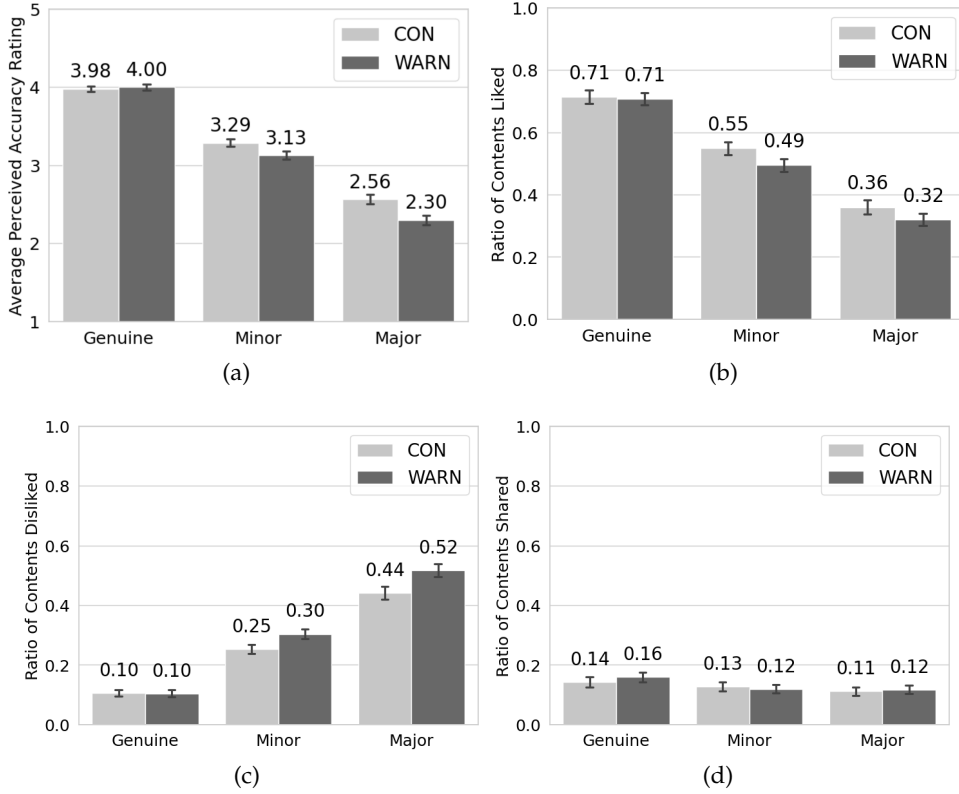 Average Perceived Accuracy Rating
5
4
3
2
1
CON
WARN
3.98
4.00
3.29
3.13
2.56
2.30
Genuine
Minor
Major
(a)
Ratio of Contents Liked
1.0
0.8
0.6
0.4
0.2
0.0
CON
WARN
0.71
0.71
0.55
0.49
0.36
0.32
Genuine
Minor
Major
(b)
Ratio of Contents Disliked
1.0
0.8
0.6
0.4
0.2
0.0
CON
WARN
0.10
0.10
0.25
0.30
0.44
0.52
Genuine
Minor
Major
(c)
Ratio of Contents Shared
1.0
0.8
0.6
0.4
0.2
0.0
CON
WARN
0.14
0.16
0.13
0.12
0.11
0.12
Genuine
Minor
Major
(d)